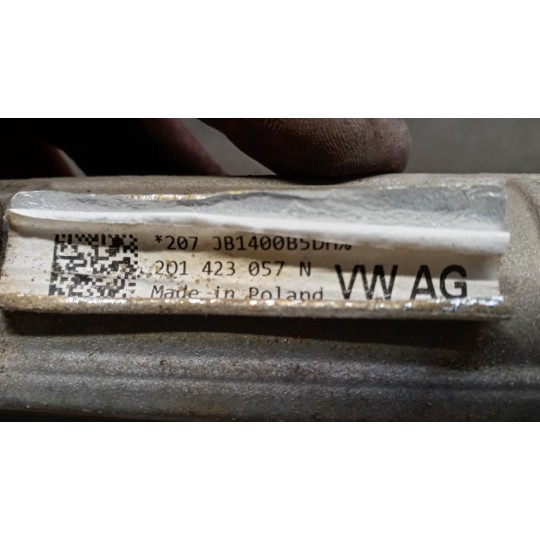 *207 JB1400B5DH%
2Q1 423 057 N
Made in Poland VW AG